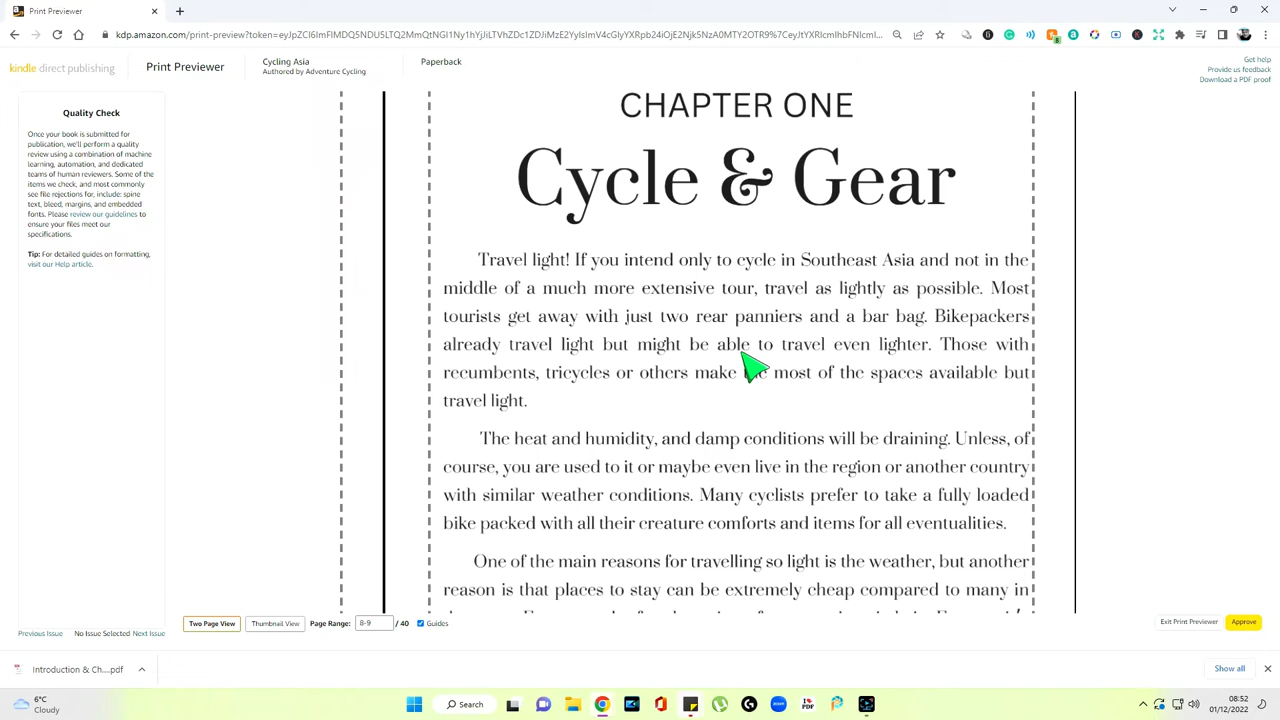 Print Previewer
kindle direct publishing
Print Previewer
Cycling Asia
Authored by Adventure Cycling
Paperback
Get help
Provide us feedback
Download a PDF proof
Quality Check
Once your book is submitted for
publication, we'll perform a quality
review using a combination of machine
learning, automation, and dedicated
teams of human reviewers. Some of the
items we check, and most commonly
see file rejections for, include: spine
text, bleed, margins, and embedded
fonts. Please review our guidelines to
ensure your files meet our
specifications.
Tip: For detailed guides on formatting,
visit our Help article.
CHAPTER ONE
Cycle & Gear
Travel light! If you intend only to cycle in Southeast Asia and not in the
middle of a much more extensive tour, travel as lightly as possible. Most
tourists get away with just two rear panniers and a bar bag. Bikepackers
already travel light but might be able to travel even lighter. Those with
recumbents, tricycles or others make the most of the spaces available but
travel light.
The heat and humidity, and damp conditions will be draining. Unless, of
course, you are used to it or maybe even live in the region or another country
with similar weather conditions. Many cyclists prefer to take a fully loaded
bike packed with all their creature comforts and items for all eventualities.
One of the main reasons for travelling so light is the weather, but another
reason is that places to stay can be extremely cheap compared to many in
Previous Issue No Issue Selected Next Issue
Two Page View Thumbnail View Page Range: 8-9 / 40 Guides
Exit Print Previewer Approve
Introduction & Ch....pdf
Show all
6°C
Cloudy
Search
08:52
01/12/2022